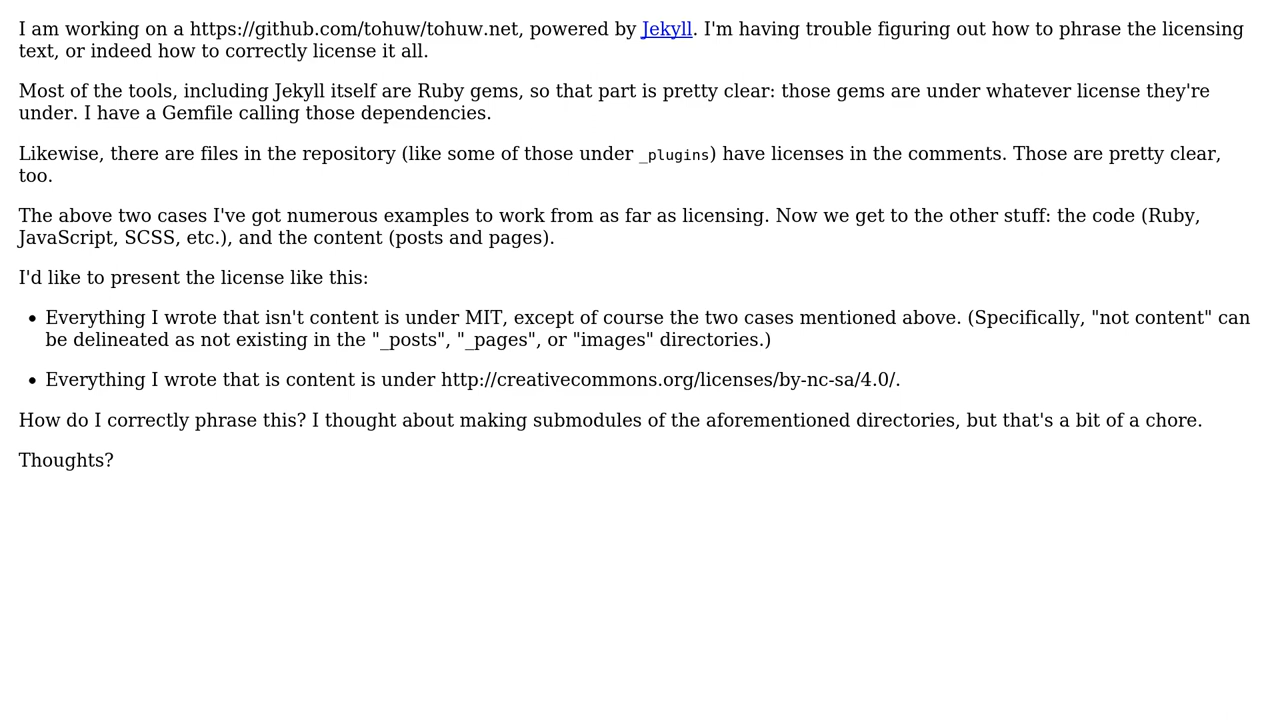 I am working on a https://github.com/tohuw/tohuw.net, powered by Jekyll. I'm having trouble figuring out how to phrase the licensing
text, or indeed how to correctly license it all.
Most of the tools, including Jekyll itself are Ruby gems, so that part is pretty clear: those gems are under whatever license they're
under. I have a Gemfile calling those dependencies.
Likewise, there are files in the repository (like some of those under _plugins) have licenses in the comments. Those are pretty clear,
too.
The above two cases I've got numerous examples to work from as far as licensing. Now we get to the other stuff: the code (Ruby,
JavaScript, SCSS, etc.), and the content (posts and pages).
I'd like to present the license like this:
• Everything I wrote that isn't content is under MIT, except of course the two cases mentioned above. (Specifically, "not content" can
be delineated as not existing in the "_posts", "_pages", or "images" directories.)
• Everything I wrote that is content is under http://creativecommons.org/licenses/by-nc-sa/4.0/.
How do I correctly phrase this? I thought about making submodules of the aforementioned directories, but that's a bit of a chore.
Thoughts?